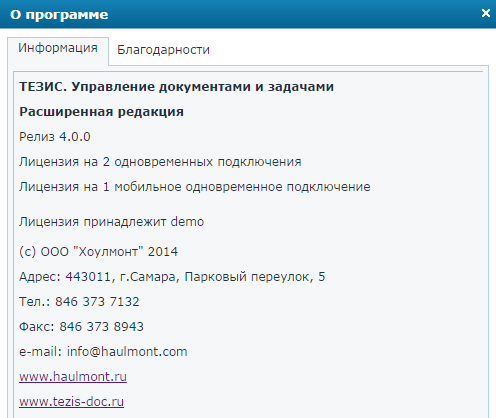 О программе
Информация
Благодарности
ТЕЗИС. Управление документами и задачами
Расширенная редакция
Релиз 4.0.0
Лицензия на 2 одновременных подключения
Лицензия на 1 мобильное одновременное подключение
Лицензия принадлежит demo
(c) ООО "Хоулмонт" 2014
Адрес: 443011, г.Самара, Парковый переулок, 5
Тел.: 846 373 7132
Факс: 846 373 8943
e-mail: info@haulmont.com
www.haulmont.ru
www.tezis-doc.ru